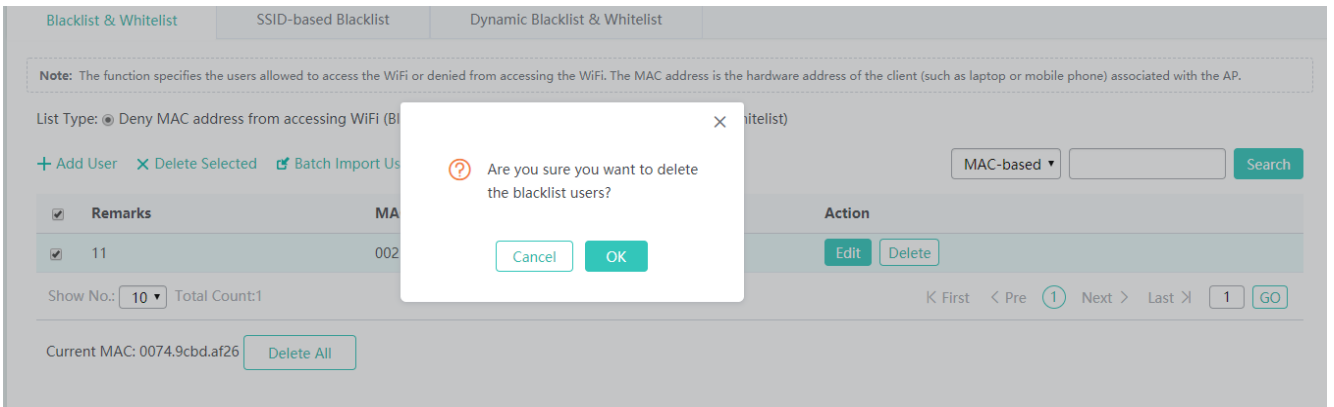 Blacklist & Whitelist SSID-based Blacklist Dynamic Blacklist & Whitelist
Note: The function specifies the users allowed to access the WiFi or denied from accessing the WiFi. The MAC address is the hardware address of the client (such as laptop or mobile phone) associated with the AP.
List Type: Deny MAC address from accessing WiFi (Bl hitelist)
Add User Delete Selected Batch Import Us MAC-based Search
Are you sure you want to delete
the blacklist users?
Remarks MA Action
11 002 Edit Delete
Cancel OK
Show No.: 10 Total Count:1 First Pre 1 Next Last 1 GO
Current MAC: 0074.9cbd.af26 Delete All